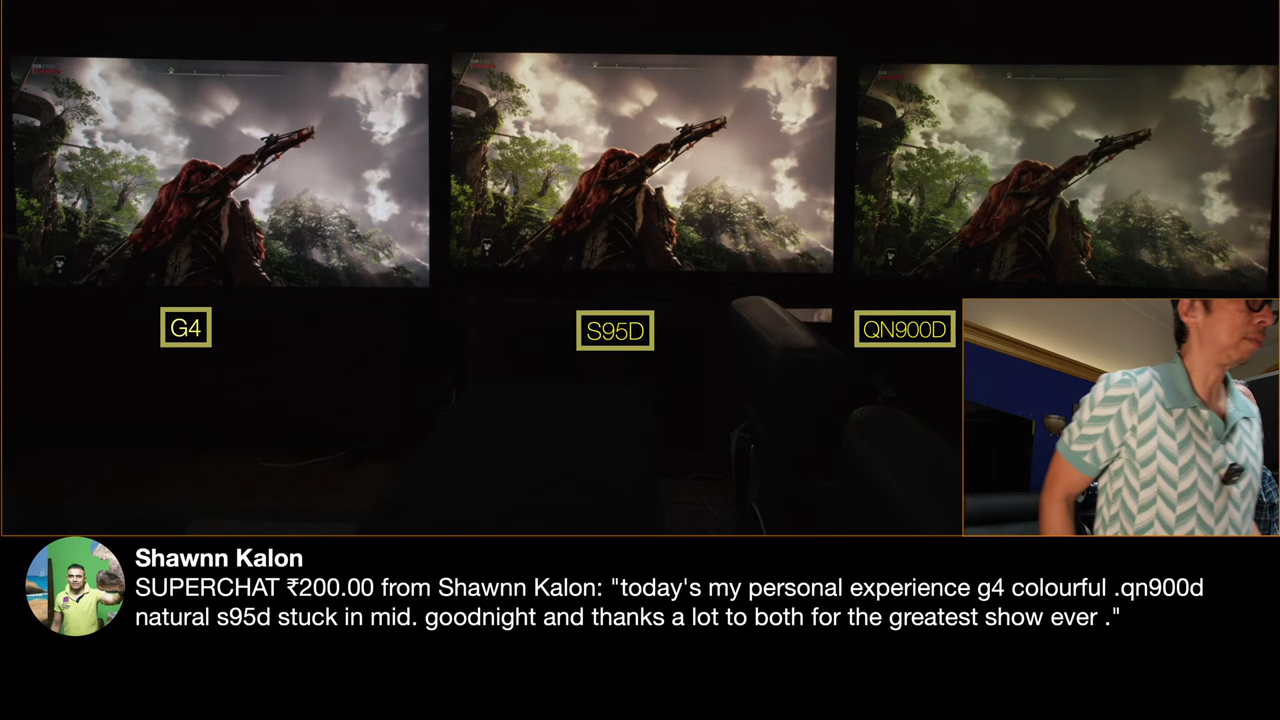 G4
S95D
QN900D
Shawnn Kalon
SUPERCHAT ₹200.00 from Shawnn Kalon: "today's my personal experience g4 colourful .qn900d
natural s95d stuck in mid. goodnight and thanks a lot to both for the greatest show ever ."